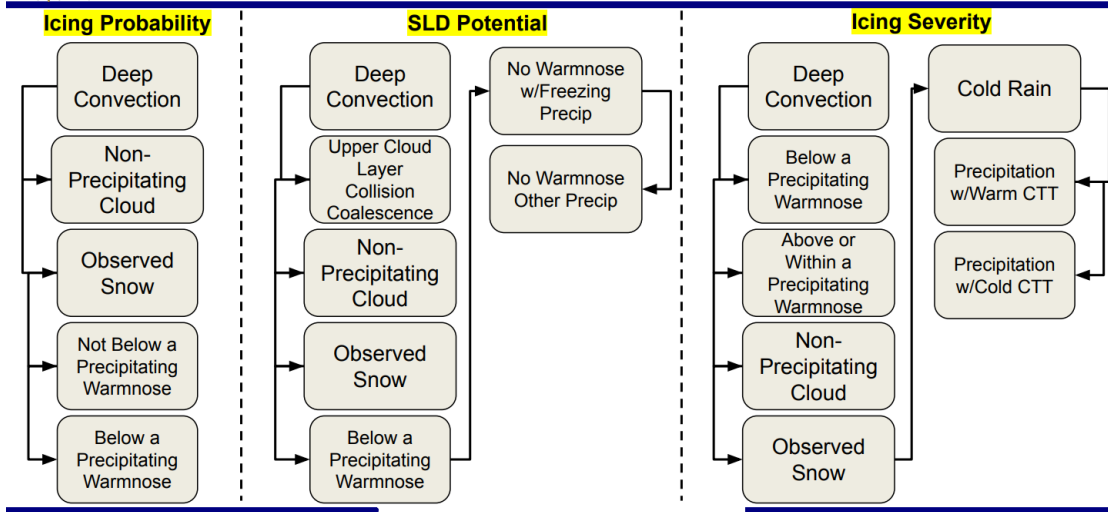 Icing Probability
Deep
Convection
Non-
Precipitating
Cloud
Observed
Snow
Not Below a
Precipitating
Warmnose
Below a
Precipitating
Warmnose
SLD Potential
Deep
Convection
Upper Cloud
Layer
Collision
Coalescence
Non-
Precipitating
Cloud
Observed
Snow
Below a
Precipitating
Warmnose
No Warmnose
w/Freezing
Precip
No Warmnose
Other Precip
Icing Severity
Deep
Convection
Below a
Precipitating
Warmnose
Above or
Within a
Precipitating
Warmnose
Non-
Precipitating
Cloud
Observed
Snow
Cold Rain
Precipitation
w/Warm CTT
Precipitation
w/Cold CTT